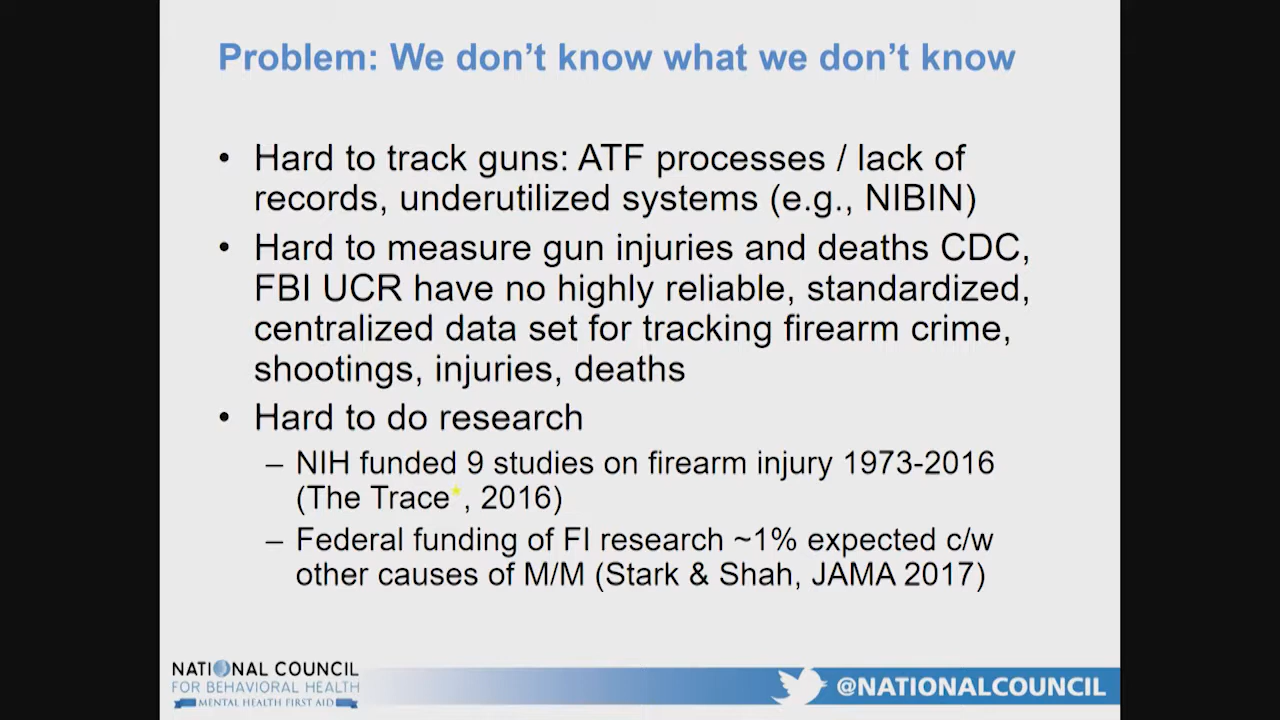 Problem: We don't know what we don't know
• Hard to track guns: ATF processes / lack of
records, underutilized systems (e.g., NIBIN)
• Hard to measure gun injuries and deaths CDC,
FBI UCR have no highly reliable, standardized,
centralized data set for tracking firearm crime,
shootings, injuries, deaths
• Hard to do research
– NIH funded 9 studies on firearm injury 1973-2016
(The Trace*, 2016)
– Federal funding of FI research ~1% expected c/w
other causes of M/M (Stark & Shah, JAMA 2017)
NATIONAL COUNCIL
FOR BEHAVIORAL HEALTH
MENTAL HEALTH FIRST AID
@NATIONALCOUNCIL